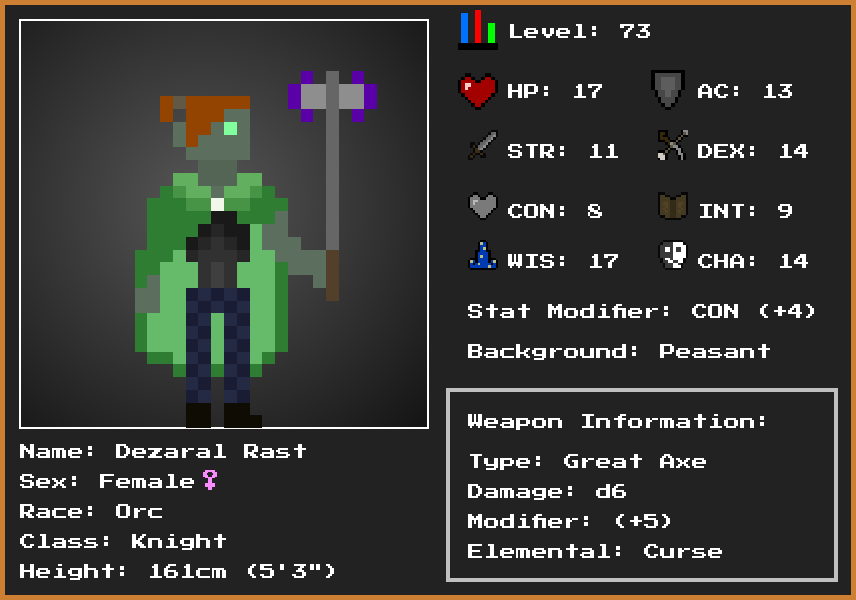 Level: 73
HP: 17 AC: 13
STR: 11 DEX: 14
CON: 8 INT: 9
WIS: 17 CHA: 14
Stat Modifier: CON (+4)
Background: Peasant
Weapon Information:
Type: Great Axe
Damage: d6
Modifier: (+5)
Elemental: Curse
Name: Dezaral Rast
Sex: Female♀
Race: Orc
Class: Knight
Height: 161cm (5'3")